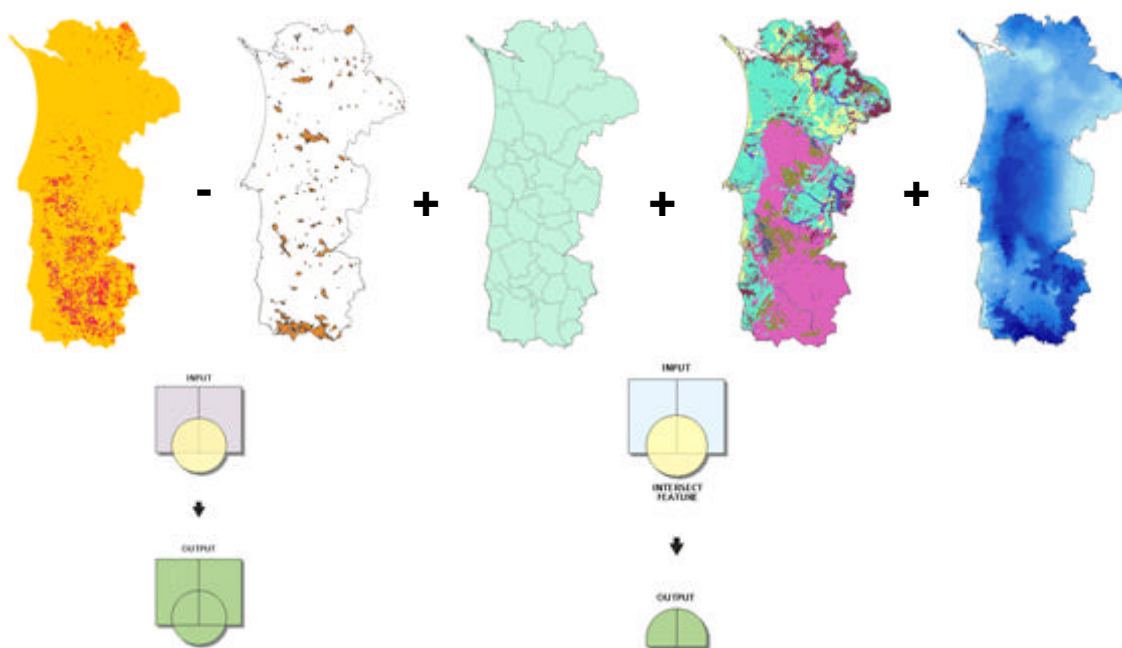 -
+
+
+
INPUT
OUTPUT
INPUT
INTERSECT
FEATURE
OUTPUT